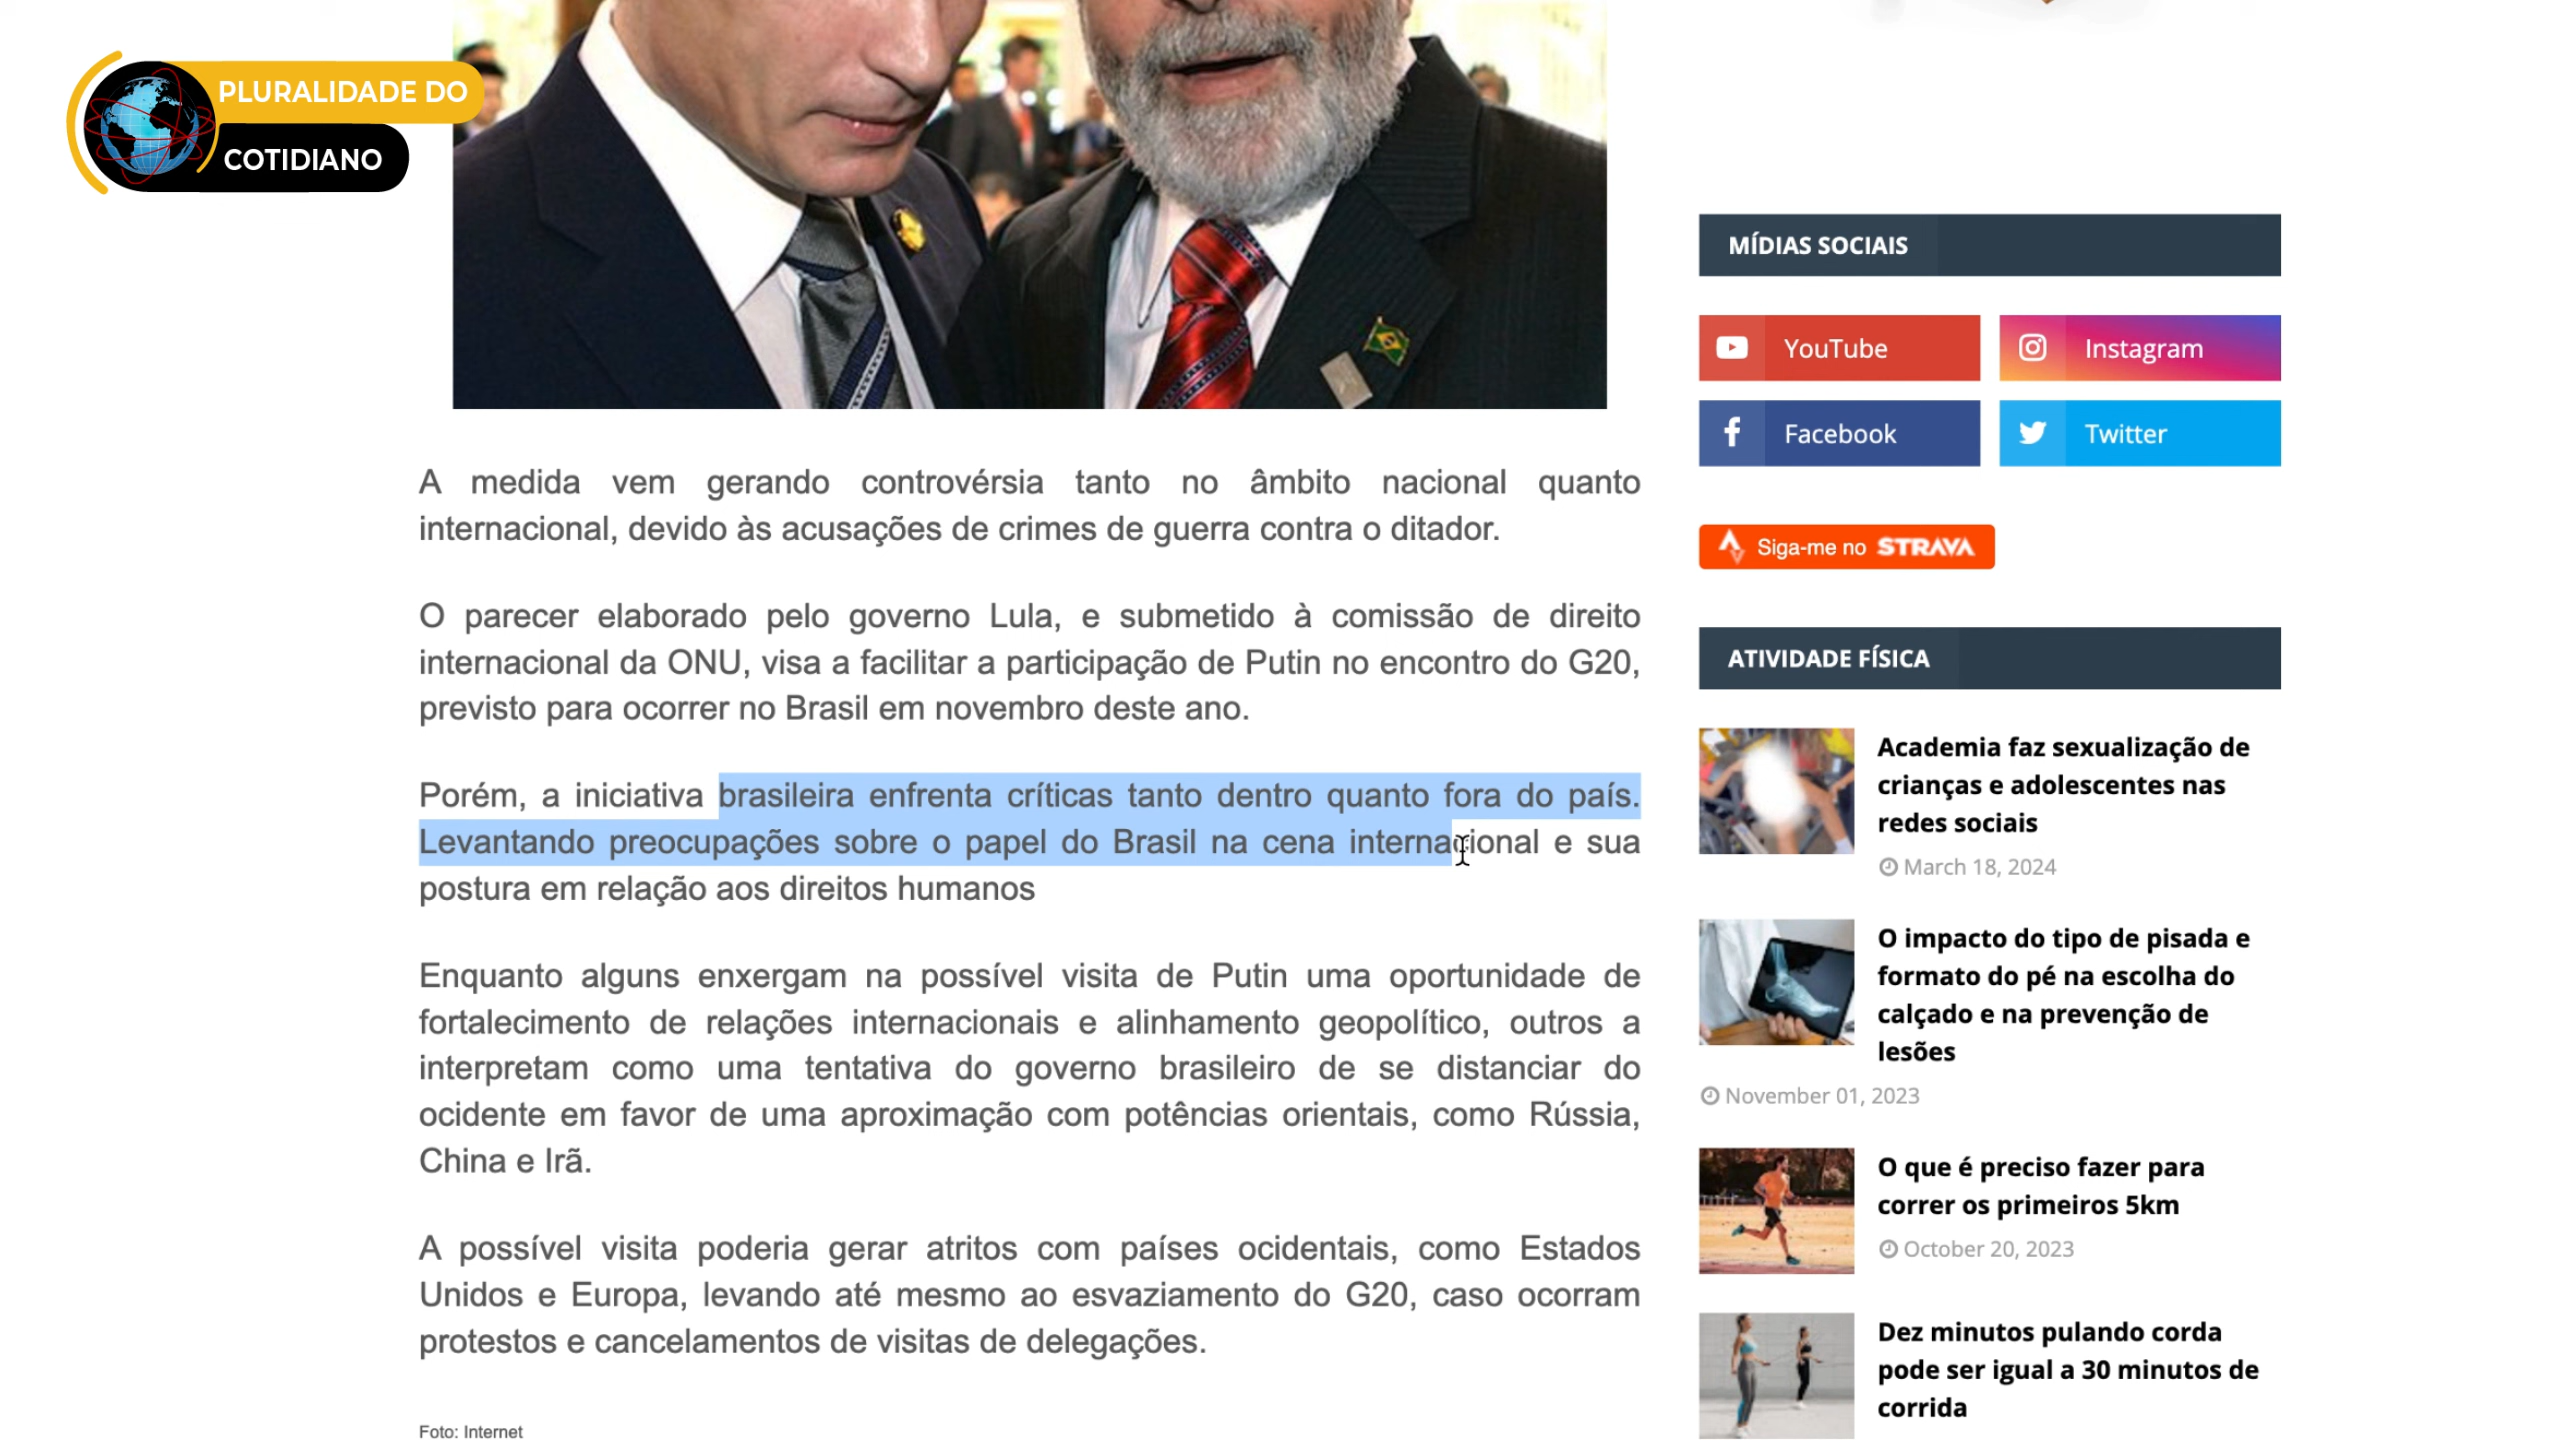 PLURALIDADE DO
COTIDIANO
A medida vem gerando controvérsia tanto no âmbito nacional quanto
internacional, devido às acusações de crimes de guerra contra o ditador.
O parecer elaborado pelo governo Lula, e submetido à comissão de direito
internacional da ONU, visa a facilitar a participação de Putin no encontro do G20,
previsto para ocorrer no Brasil em novembro deste ano.
Porém, a iniciativa brasileira enfrenta críticas tanto dentro quanto fora do país.
Levantando preocupações sobre o papel do Brasil na cena internacional e sua
postura em relação aos direitos humanos
Enquanto alguns enxergam na possível visita de Putin uma oportunidade de
fortalecimento de relações internacionais e alinhamento geopolítico, outros a
interpretam como uma tentativa do governo brasileiro de se distanciar do
ocidente em favor de uma aproximação com potências orientais, como Rússia,
China e Irã.
A possível visita poderia gerar atritos com países ocidentais, como Estados
Unidos e Europa, levando até mesmo ao esvaziamento do G20, caso ocorram
protestos e cancelamentos de visitas de delegações.
Foto: Internet
MÍDIAS SOCIAIS
YouTube
Instagram
Facebook
Twitter
Siga-me no STRAVA
ATIVIDADE FÍSICA
Academia faz sexualização de
crianças e adolescentes nas
redes sociais
March 18, 2024
O impacto do tipo de pisada e
formato do pé na escolha do
calçado e na prevenção de
lesões
November 01, 2023
O que é preciso fazer para
correr os primeiros 5km
October 20, 2023
Dez minutos pulando corda
pode ser igual a 30 minutos de
corrida